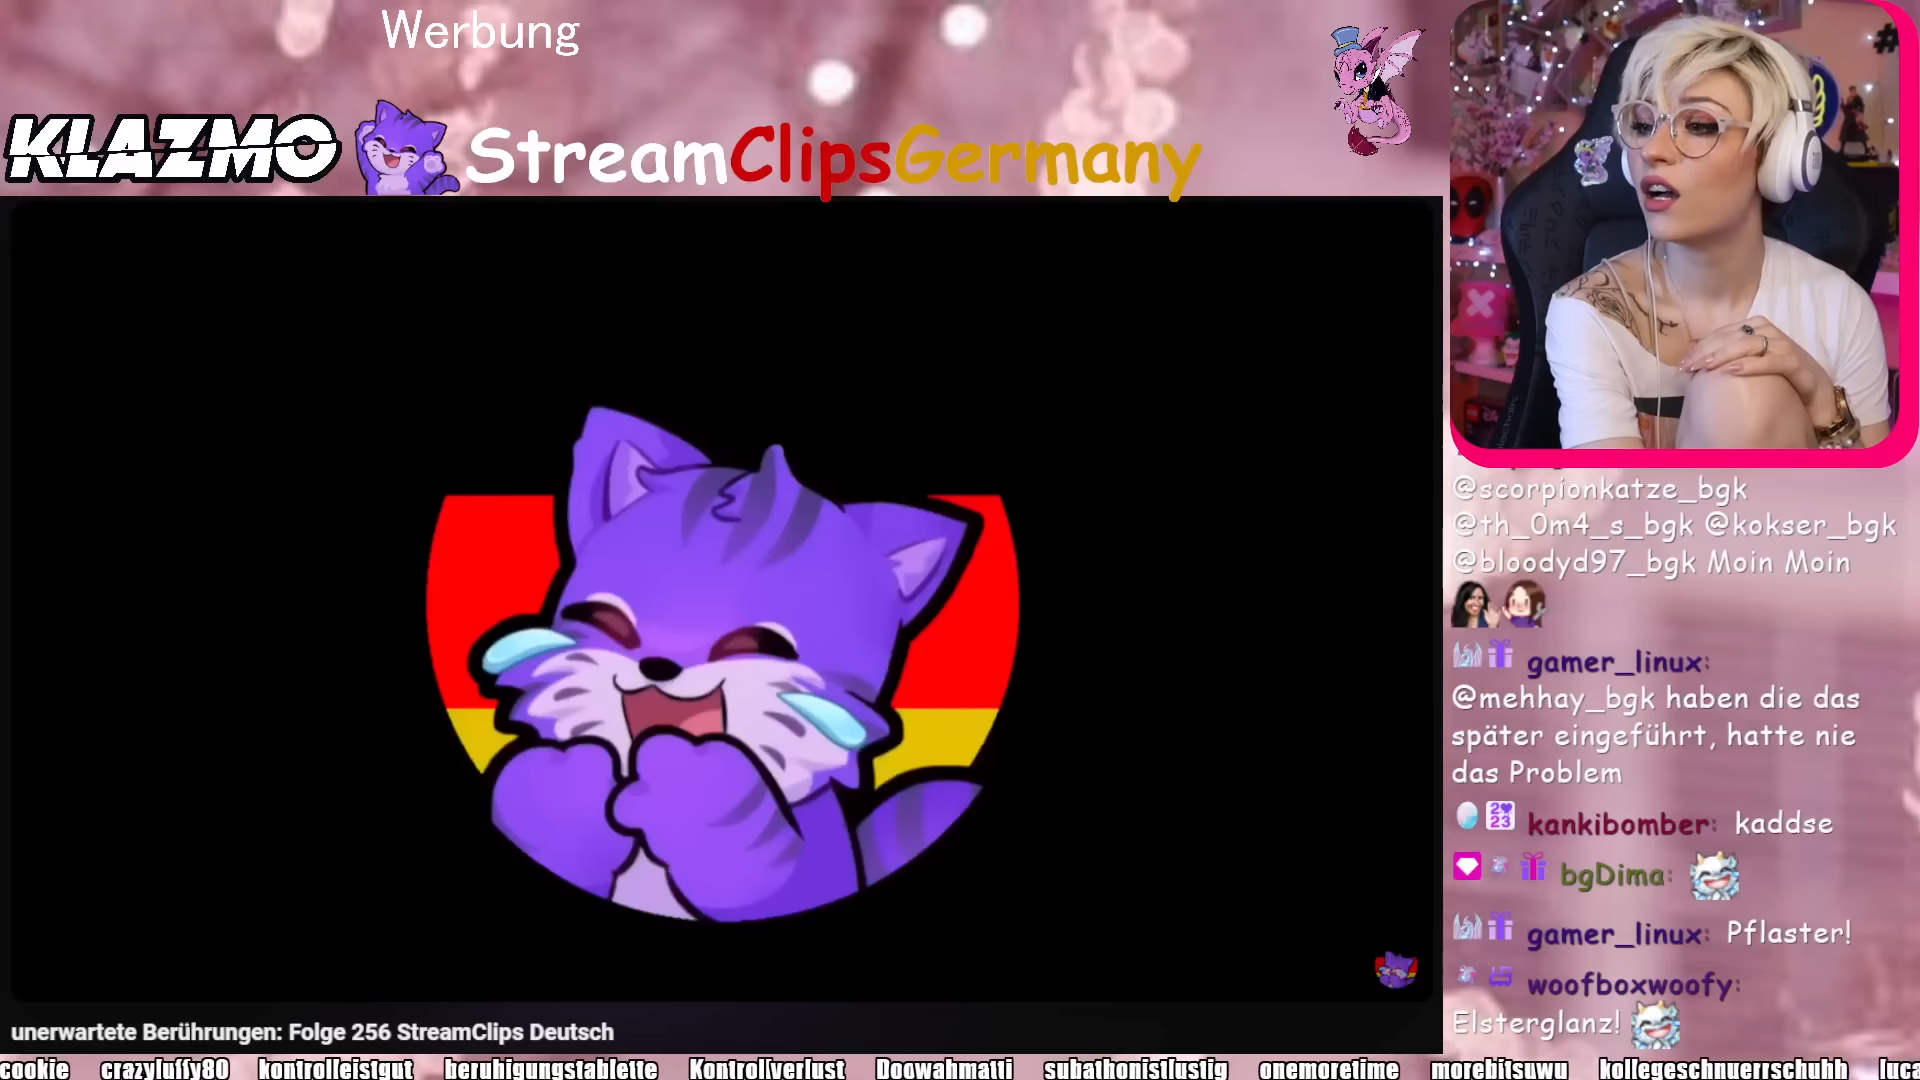 Werbung
KLAZMO StreamClipsGermany
@scorpionkatze_bgk
@th_0m4_s_bgk @kokser_bgk
@bloodyd97_bgk Moin Moin
gamer_linux:
@mehhay_bgk haben die das
später eingeführt, hatte nie
das Problem
2023
kankibomber: kaddse
bgDima:
gamer_linux: Pflaster!
woofboxwoofy:
Elsterglanz!
unerwartete Berührungen: Folge 256 StreamClips Deutsch
cookie crazyluffy80 kontrolleistgut beruhigungstablette Kontrollverlust Doowahmatti subathonistlustig onemoretime morebitsuwu kollegeschnuerrschuhh luca